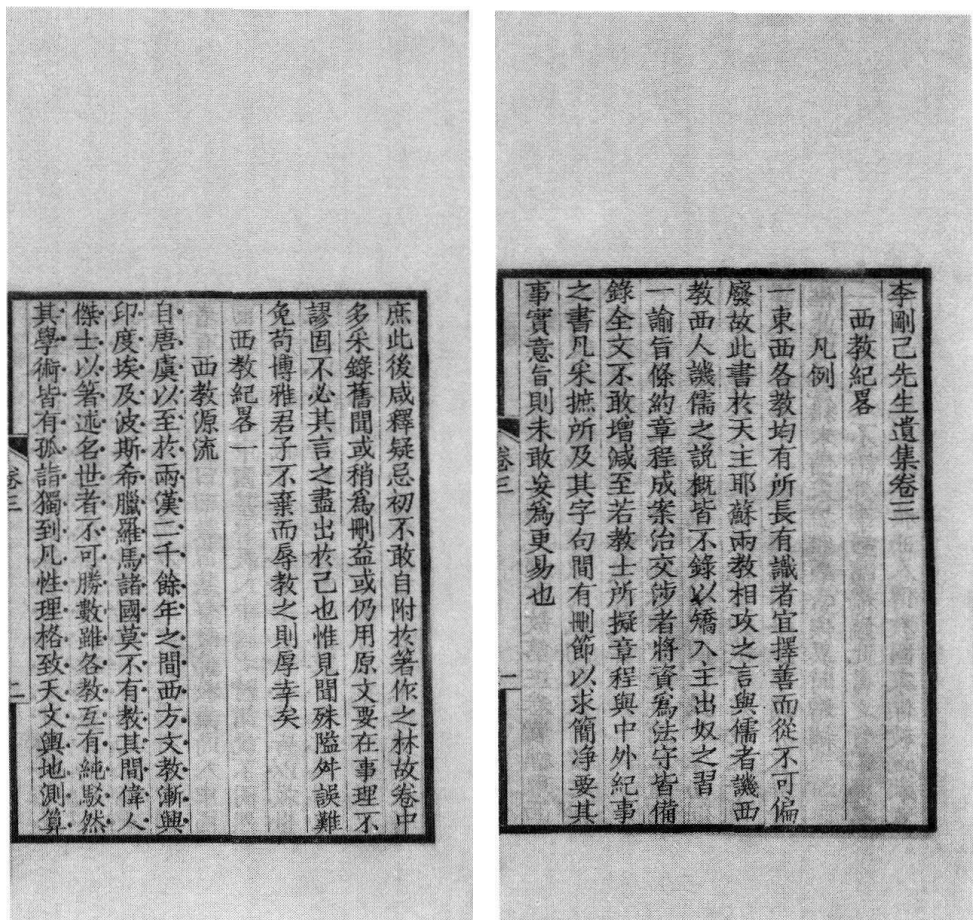 李剛己先生遺集卷三
西教紀畧
凡例
一東西各教均有所長有識者宜擇善而從不可偏
廢故此書於天主耶蘇兩教相攻之言與儒者譏西
教西人譏儒之說概皆不錄以矯入主出奴之習
一諭旨條約章程成案治交涉者將資爲法守皆備
錄全文不敢增減至若教士所擬章程與中外紀事
之書凡采摭所及其字句間有刪節以求簡净要其
事實意旨則未敢妄爲更易也
卷三
一
庶此後咸釋疑忌初不敢自附於箸作之林故卷中
多采錄舊聞或稍爲刪益或仍用原文要在事理不
謬固不必其言之盡出於己也惟見聞殊隘舛誤難
免苟博雅君子不棄而辱教之則厚幸矣
西教紀畧一
西教源流
自唐虞以至於兩漢二千餘年之間西方文教漸興
印度埃及波斯希臘羅馬諸國莫不有教其間偉人
傑士以箸述名世者不可勝數雖各教互有純駁然
其學術皆有孤詣獨到凡性理格致天文輿地測算
卷三
二